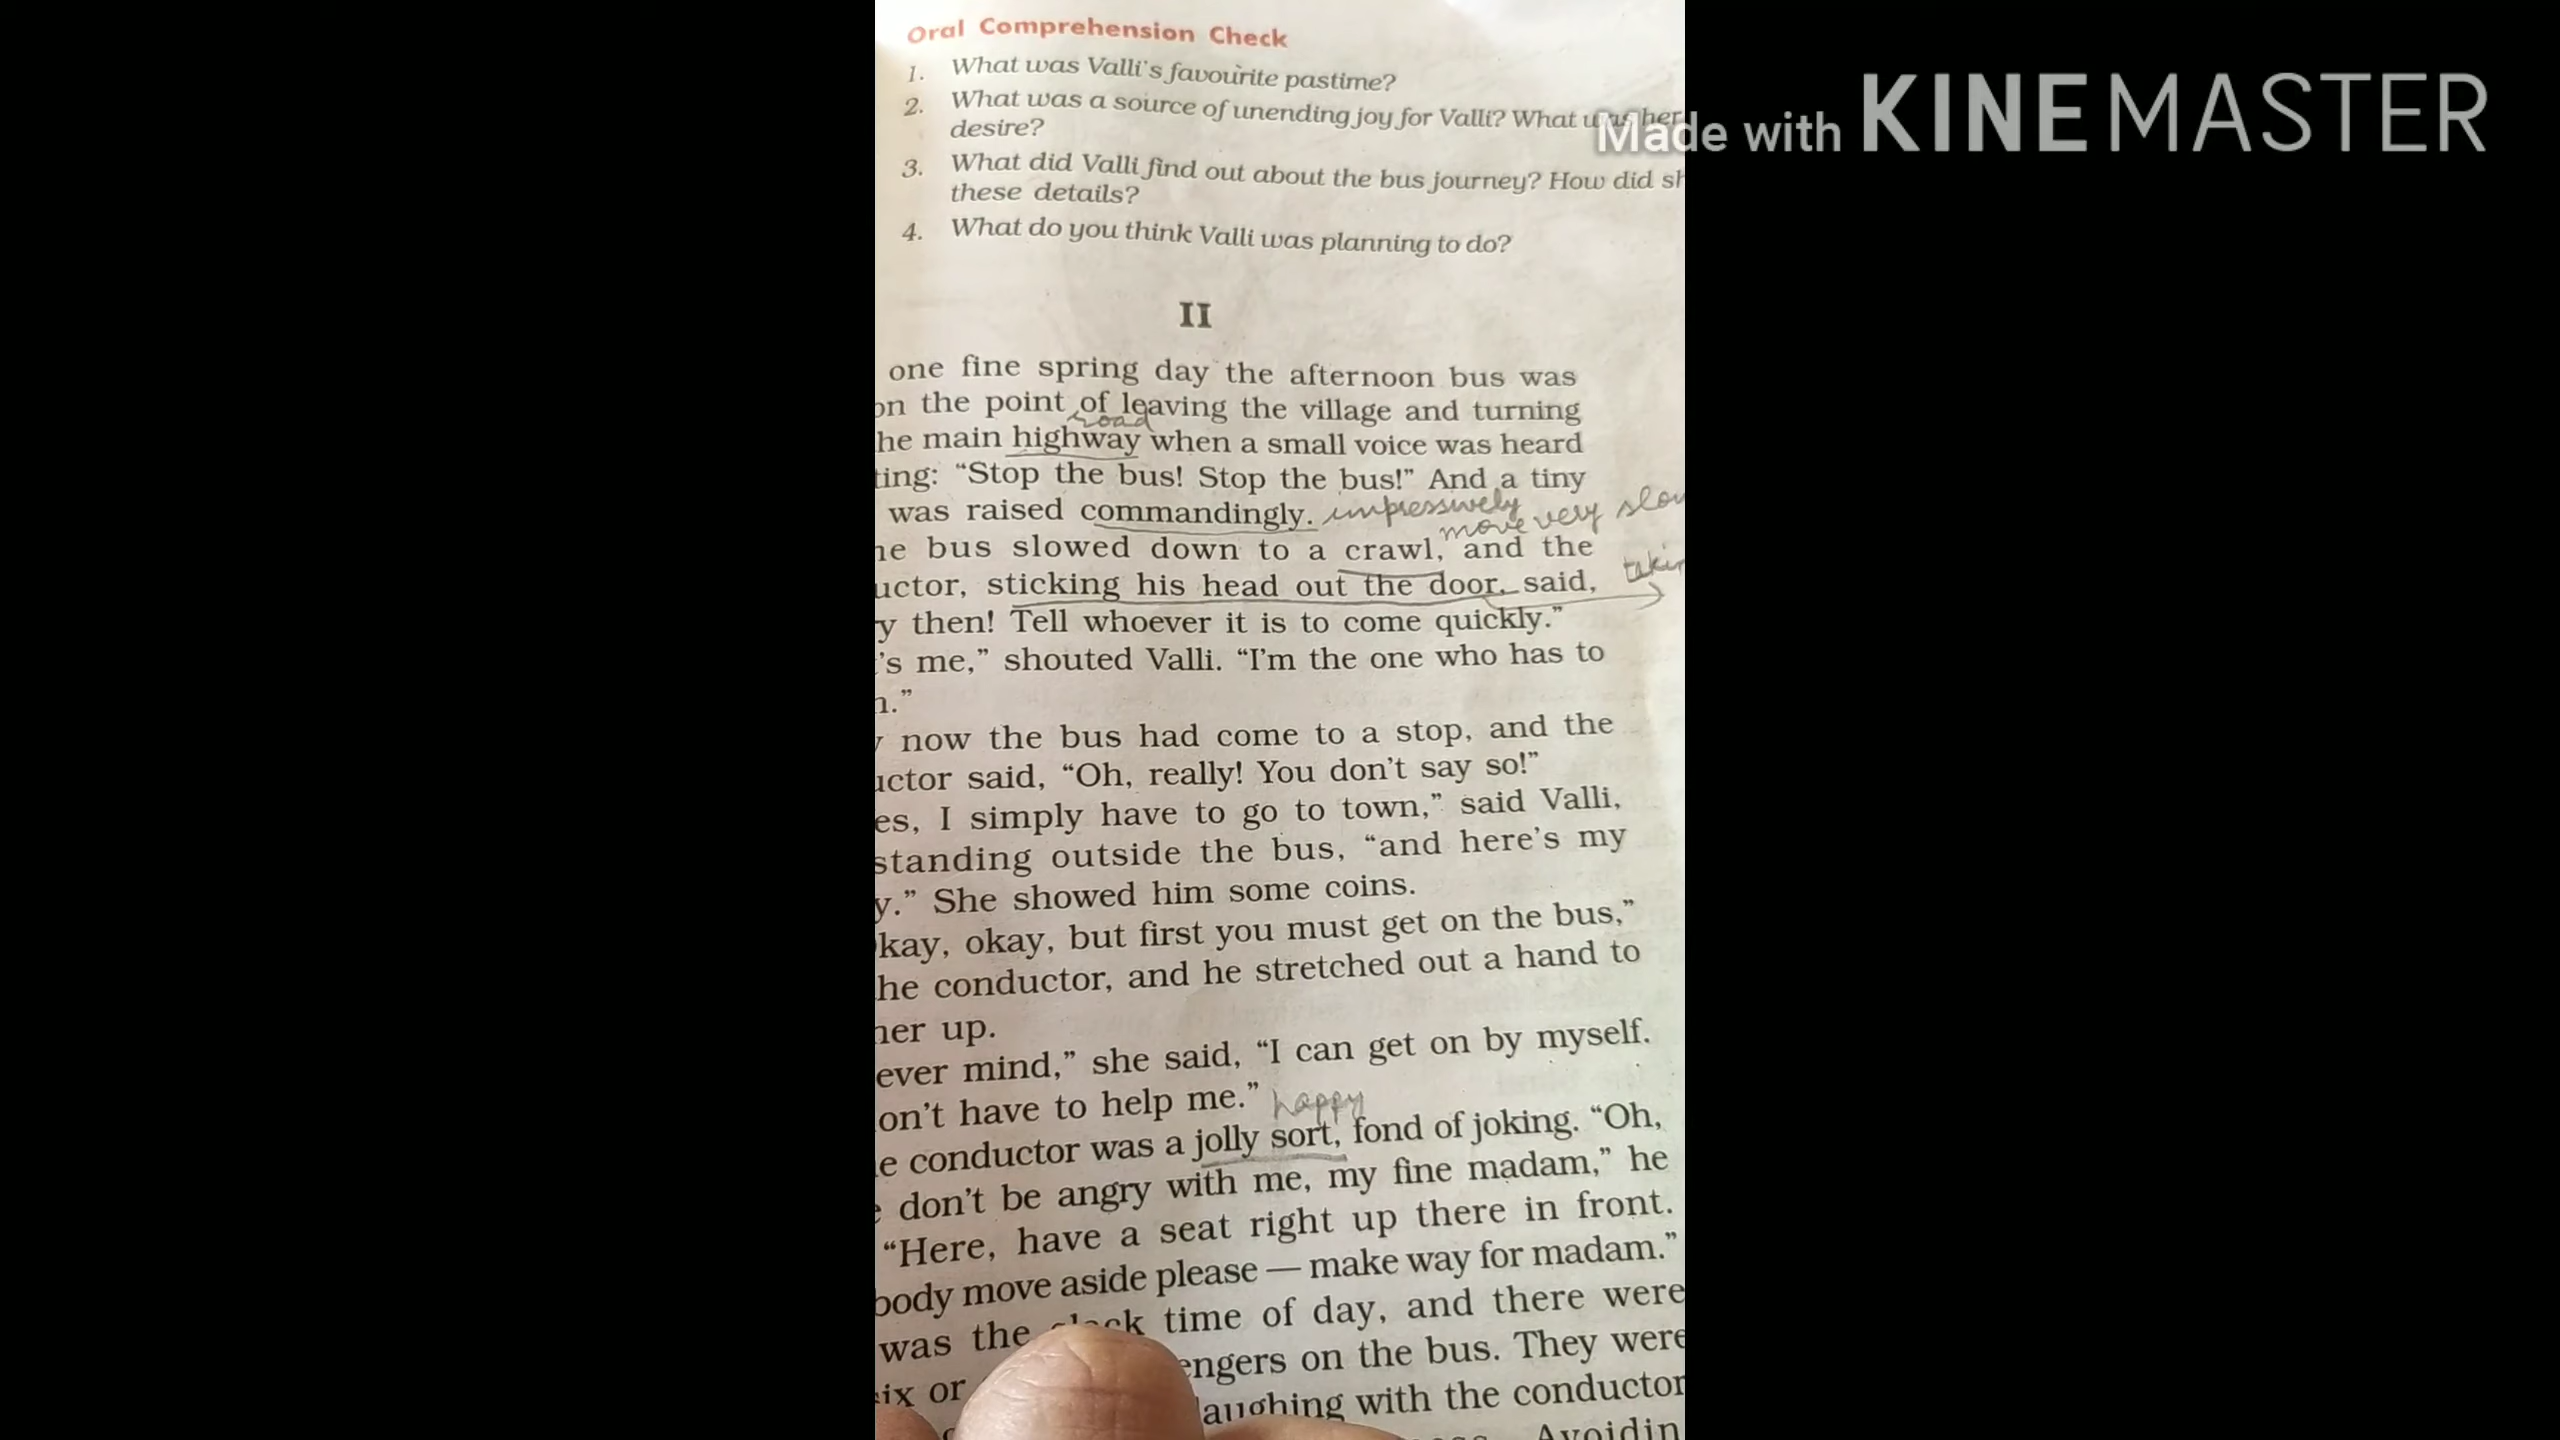 Oral Comprehension Check
1. What was Valli's favourite pastime?
2. What was a source of unending joy for Valli? What was her
desire?
3. What did Valli find out about the bus journey? How did sh
these details?
4. What do you think Valli was planning to do?
Made with KINEMASTER
II
one fine spring day the afternoon bus was
on the point of leaving the village and turning
road
he main highway when a small voice was heard
ting: “Stop the bus! Stop the bus!” And a tiny
was raised commandingly. impressively
move very slow
he bus slowed down to a crawl, and the
uctor, sticking his head out the door, said, takin
y then! Tell whoever it is to come quickly.”
's me,” shouted Valli. “I'm the one who has to
n.”
y now the bus had come to a stop, and the
uctor said, “Oh, really! You don't say so!”
es, I simply have to go to town,” said Valli,
standing outside the bus, “and here's my
y.” She showed him some coins.
kay, okay, but first you must get on the bus,”
he conductor, and he stretched out a hand to
her up.
ever mind,” she said, “I can get on by myself.
on't have to help me.” happy
e conductor was a jolly sort, fond of joking. “Oh,
e don't be angry with me, my fine madam,” he
“Here, have a seat right up there in front.
body move aside please — make way for madam.”
was the slack time of day, and there were
six or engers on the bus. They were
laughing with the conductor
Avoidin